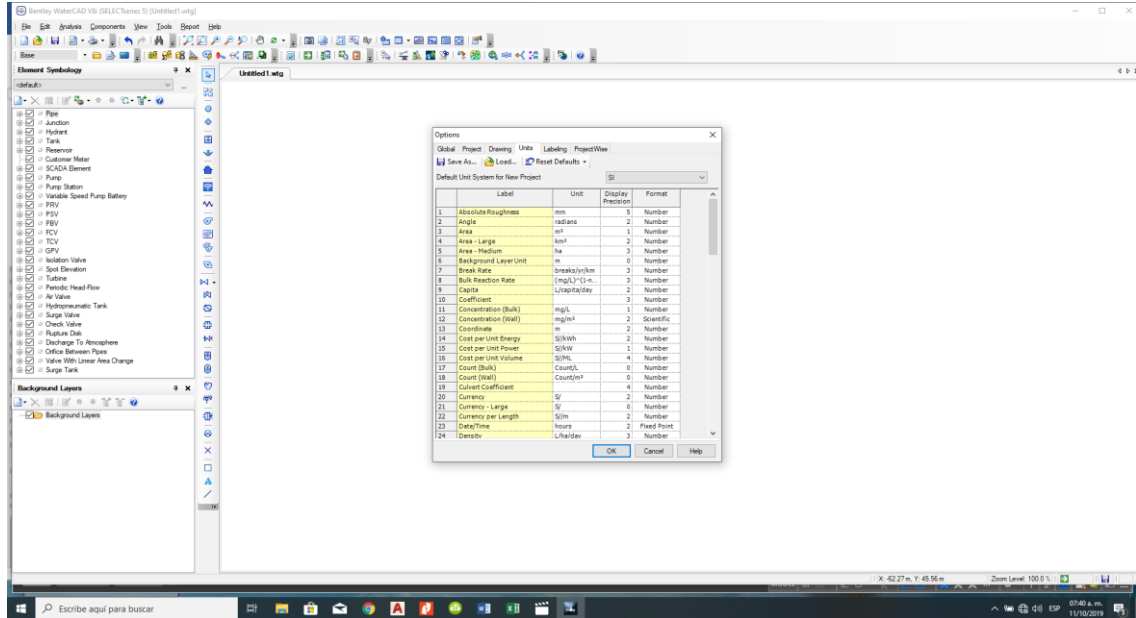 Bentley WaterCAD V8i (SELECTseries 5) [Untitled1.wtg]
File Edit Analysis Components View Tools Report Help
Base
Element Symbology
<default>
Pipe
Junction
Hydrant
Tank
Reservoir
Customer Meter
SCADA Element
Pump
Pump Station
Variable Speed Pump Battery
PRV
PSV
PBV
FCV
TCV
GPV
Isolation Valve
Spot Elevation
Turbine
Periodic Head-Flow
Air Valve
Hydropneumatic Tank
Surge Valve
Check Valve
Rupture Disk
Discharge To Atmosphere
Orifice Between Pipes
Valve With Linear Area Change
Surge Tank
Background Layers
Background Layers
Untitled1.wtg
Options
Global Project Drawing Units Labeling ProjectWise
Save As... Load... Reset Defaults
Default Unit System for New Project SI
Label Unit Display Precision Format
1 Absolute Roughness mm 5 Number
2 Angle radians 2 Number
3 Area m² 1 Number
4 Area - Large km² 2 Number
5 Area - Medium ha 3 Number
6 Background Layer Unit m 0 Number
7 Break Rate breaks/yr/km 3 Number
8 Bulk Reaction Rate (mg/L)^(1-n... 3 Number
9 Capita L/capita/day 2 Number
10 Coefficient 3 Number
11 Concentration (Bulk) mg/L 1 Number
12 Concentration (Wall) mg/m² 2 Scientific
13 Coordinate m 2 Number
14 Cost per Unit Energy S//kWh 2 Number
15 Cost per Unit Power S//kW 1 Number
16 Cost per Unit Volume S//ML 4 Number
17 Count (Bulk) Count/L 0 Number
18 Count (Wall) Count/m² 0 Number
19 Culvert Coefficient 4 Number
20 Currency S/ 2 Number
21 Currency - Large S/ 0 Number
22 Currency per Length S//m 2 Number
23 Date/Time hours 2 Fixed Point
24 Density L/ha/day 3 Number
OK Cancel Help
X: -62.27 m, Y: 45.56 m Zoom Level: 100.0 %
Escribe aquí para buscar
ESP
07:40 a. m.
11/10/2019